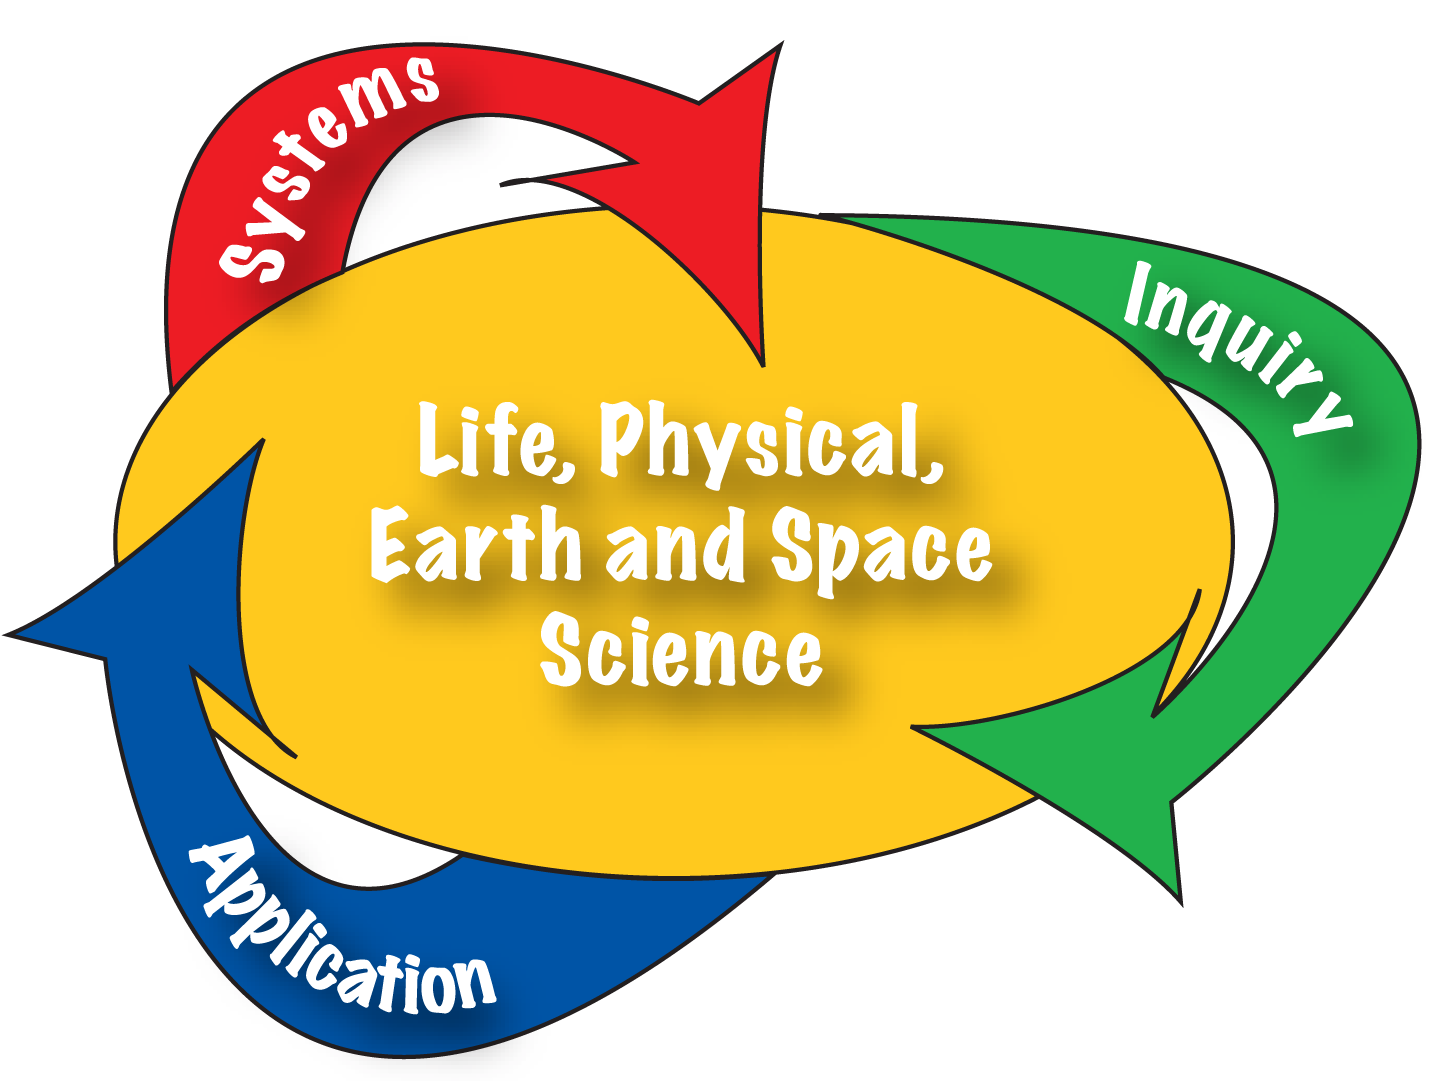 Systems
Inquiry
Life, Physical,
Earth and Space
Science
Application